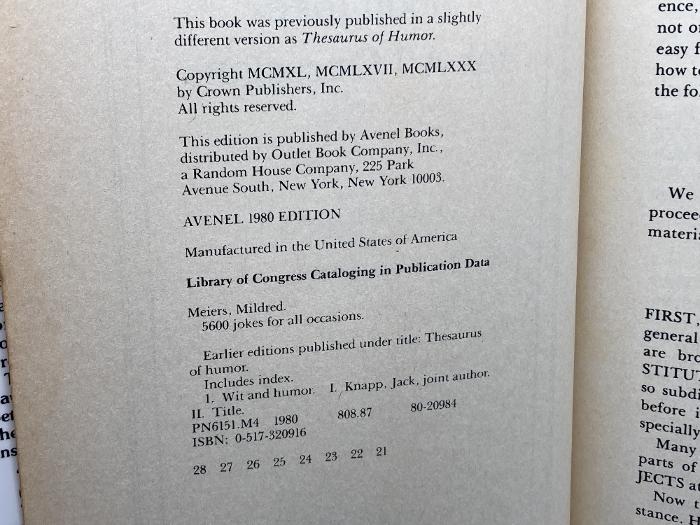 This book was previously published in a slightly
different version as Thesaurus of Humor.
Copyright MCMXL, MCMLXVII, MCMLXXX
by Crown Publishers, Inc.
All rights reserved.
This edition is published by Avenel Books,
distributed by Outlet Book Company, Inc.,
a Random House Company, 225 Park
Avenue South, New York, New York 10003.
AVENEL 1980 EDITION
Manufactured in the United States of America
Library of Congress Cataloging in Publication Data
Meiers, Mildred.
5600 jokes for all occasions.
Earlier editions published under title: Thesaurus
of humor.
Includes index.
1. Wit and humor. I. Knapp, Jack, joint author.
II. Title.
PN6151.M4 1980 808.87 80-20984
ISBN: 0-517-320916
28 27 26 25 24 23 22 21
ence,
not
easy
how
the
We
materia
FIRST,
general
are
so subdi
before
specially
Many
parts of
JECTS
Now
stance,